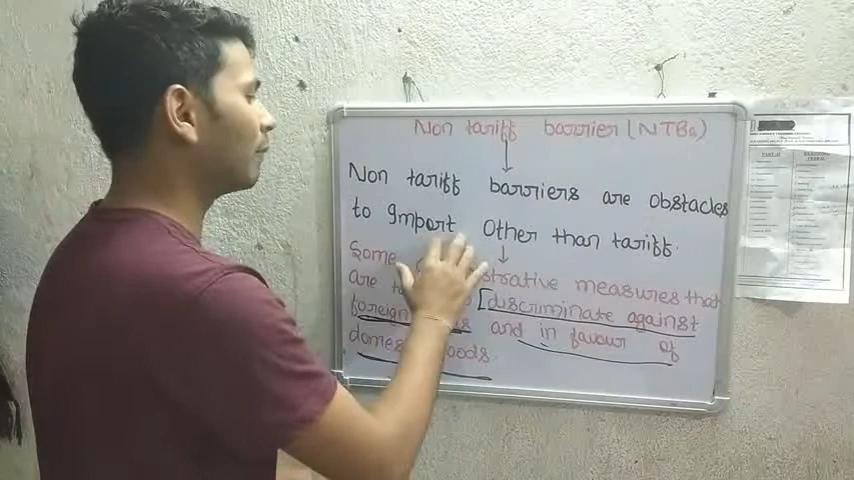 Non tariff barrier (NTBs)
Non tariff barriers are Obstacles
to Import Other than tariff.
Some strative measures that
are discriminate against
foreign and in favour of
domes oods.